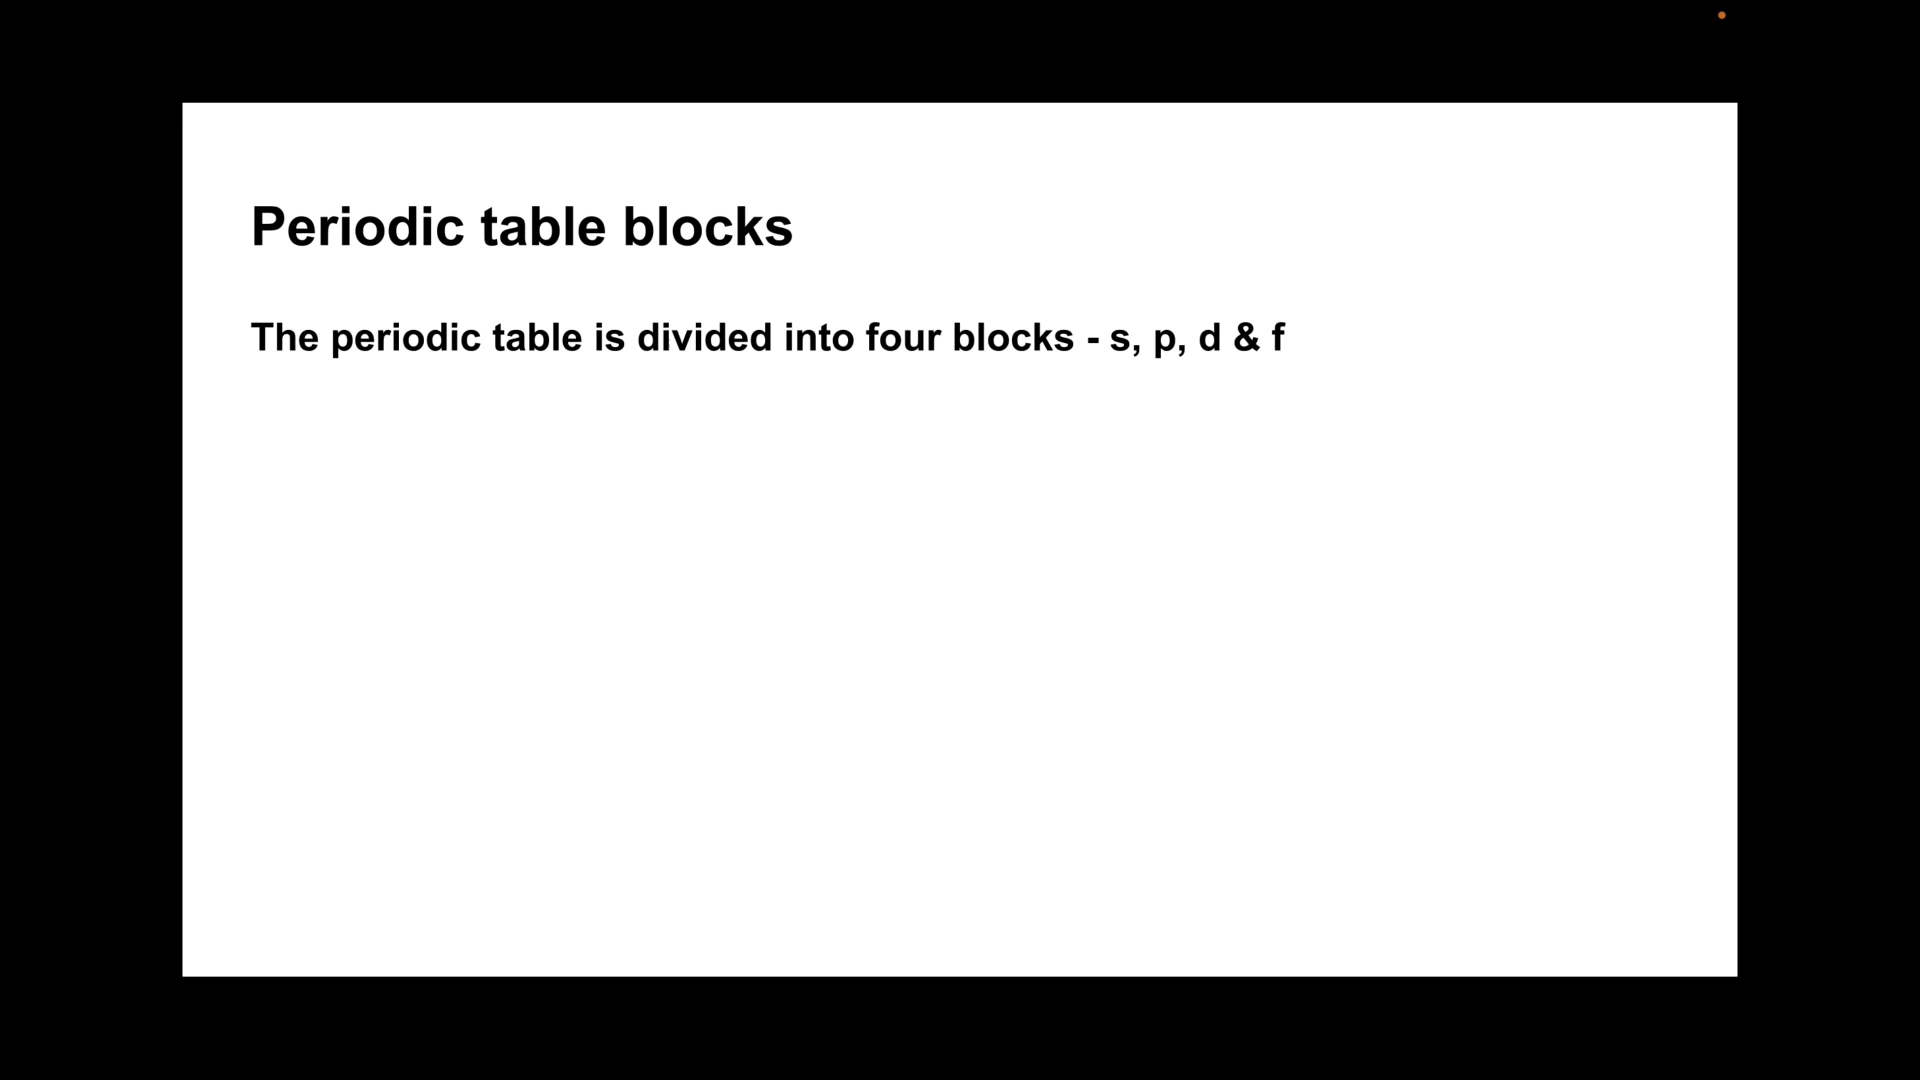 Periodic table blocks
The periodic table is divided into four blocks - s, p, d & f